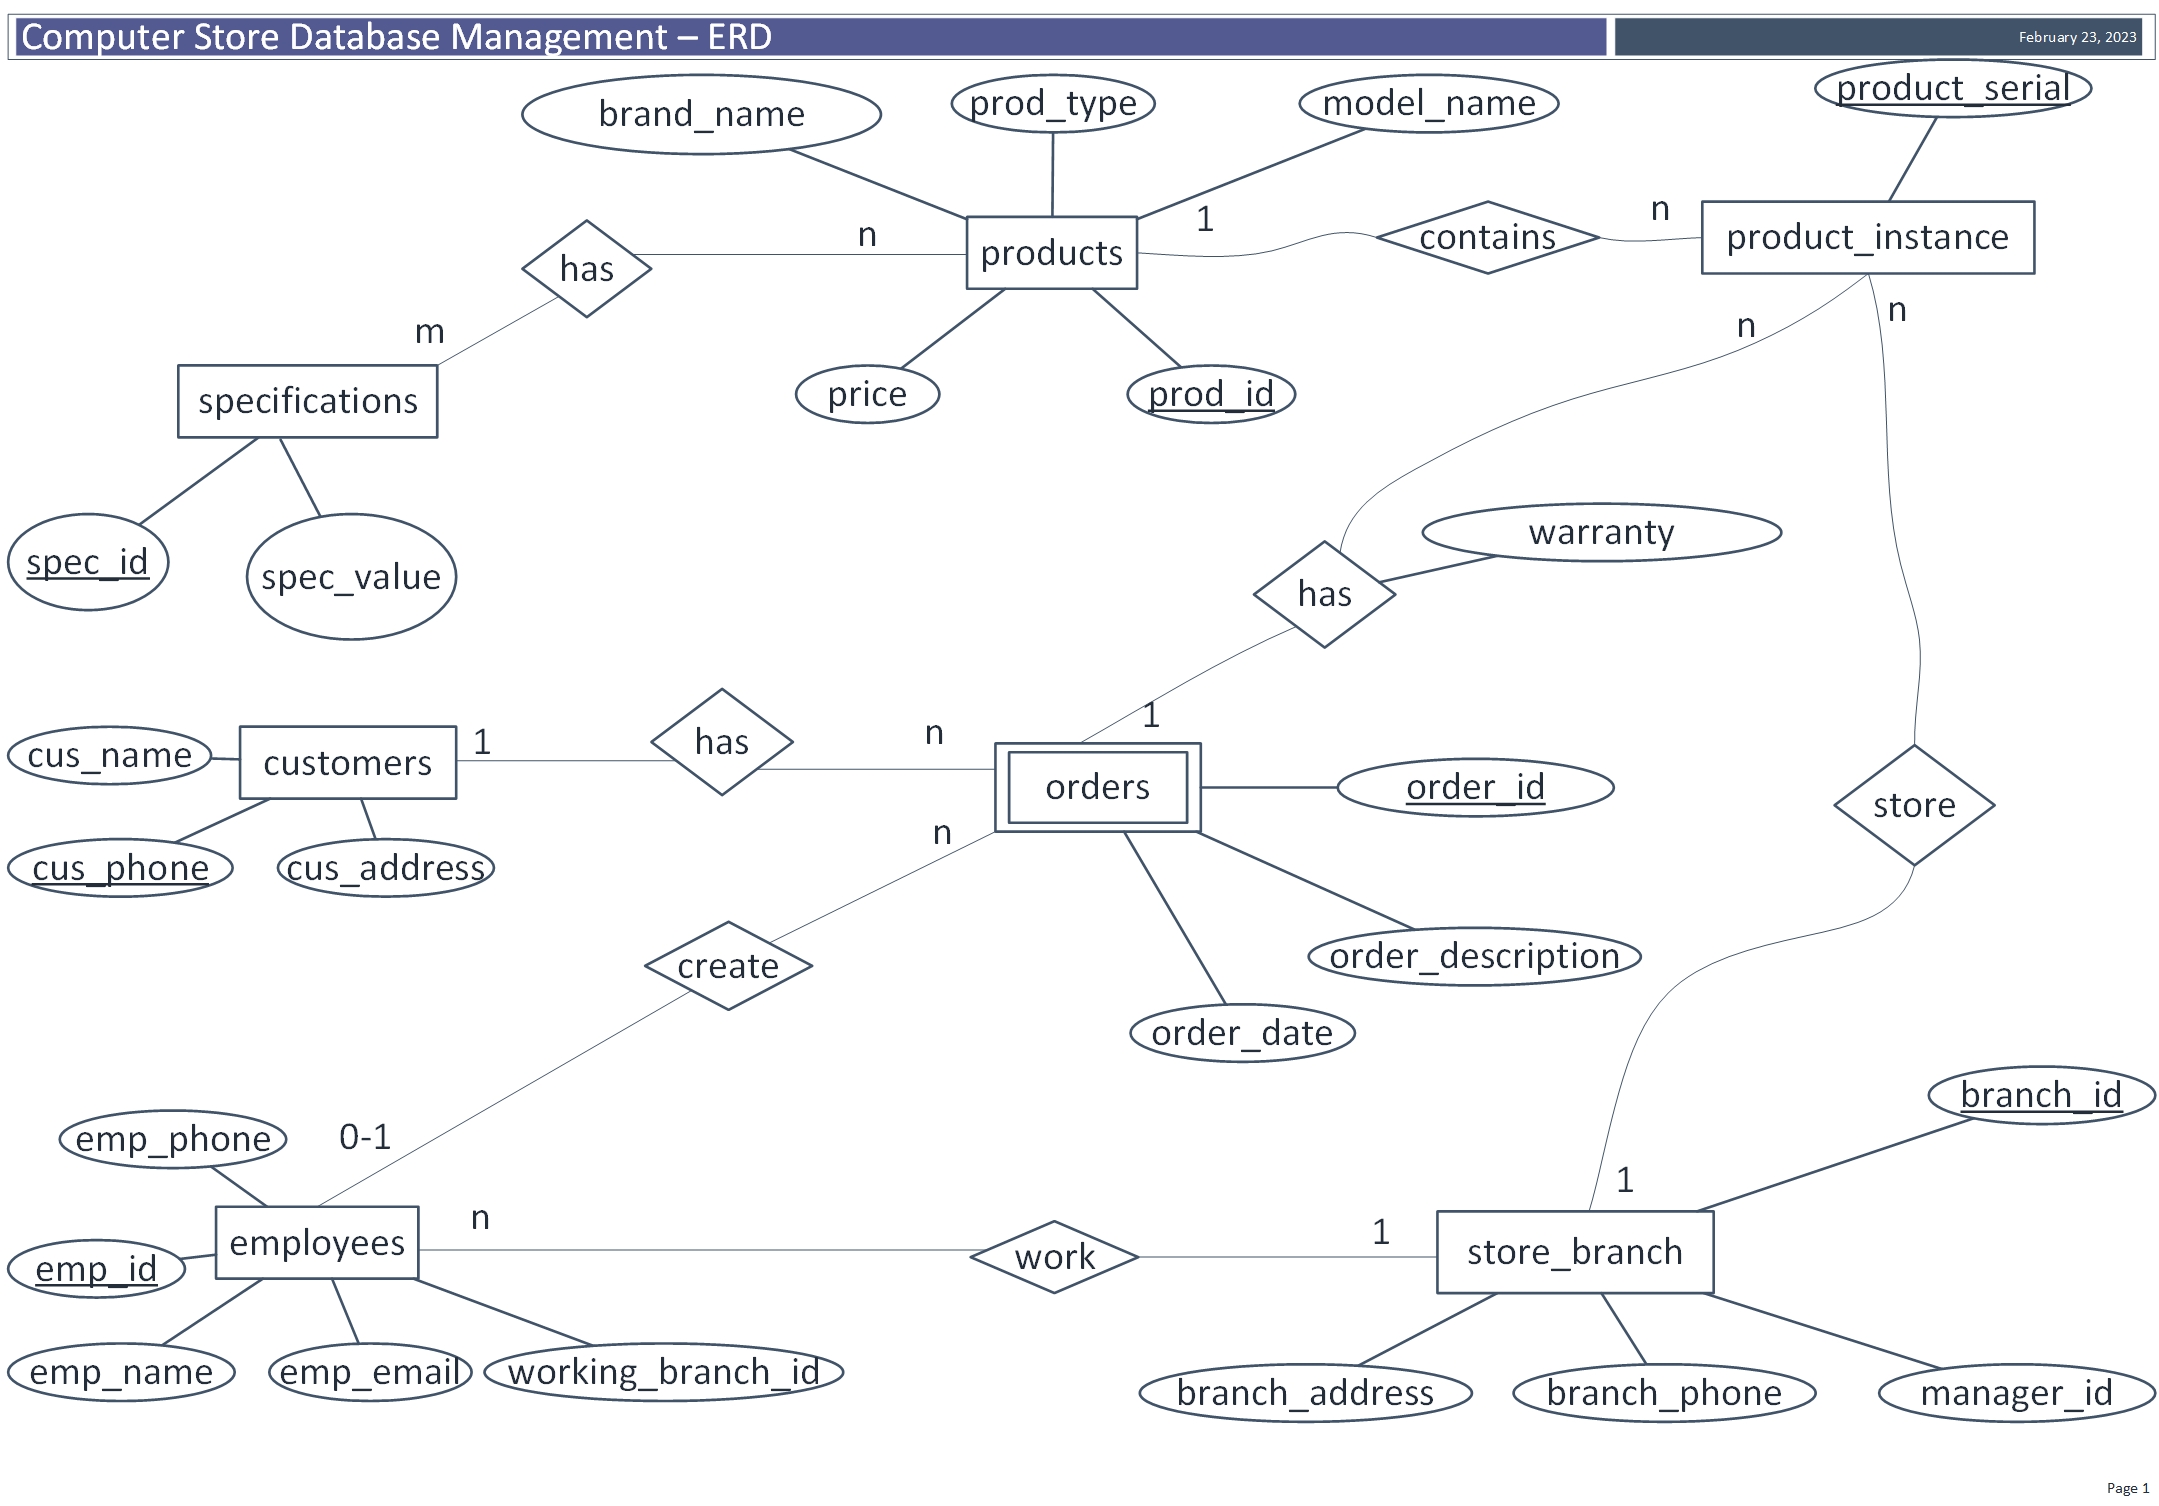 Computer Store Database Management – ERD
February 23, 2023
brand_name
prod_type
model_name
product_serial
products
1
contains
n
product_instance
has
n
m
n
n
specifications
price
prod_id
spec_id
spec_value
warranty
has
1
cus_name
customers
1
has
n
orders
order_id
store
cus_phone
cus_address
n
create
order_description
order_date
emp_phone
0-1
branch_id
employees
n
work
1
1
store_branch
emp_id
emp_name
emp_email
working_branch_id
branch_address
branch_phone
manager_id
Page 1